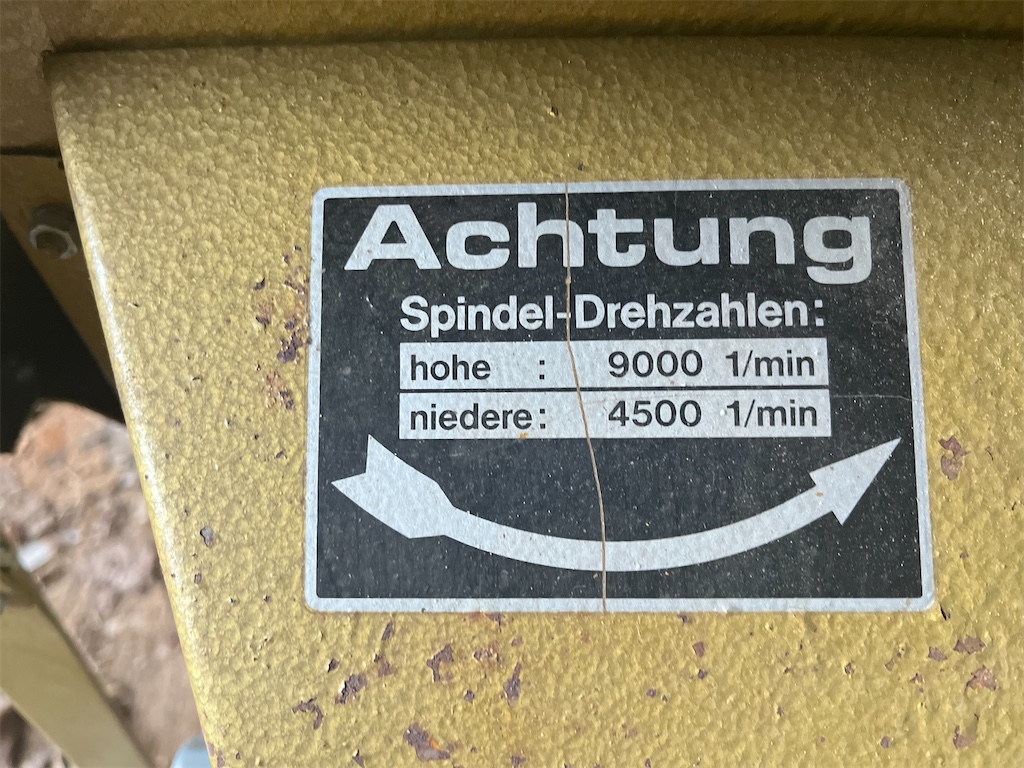 Achtung
Spindel-Drehzahlen:
hohe : 9000 1/min
niedere: 4500 1/min